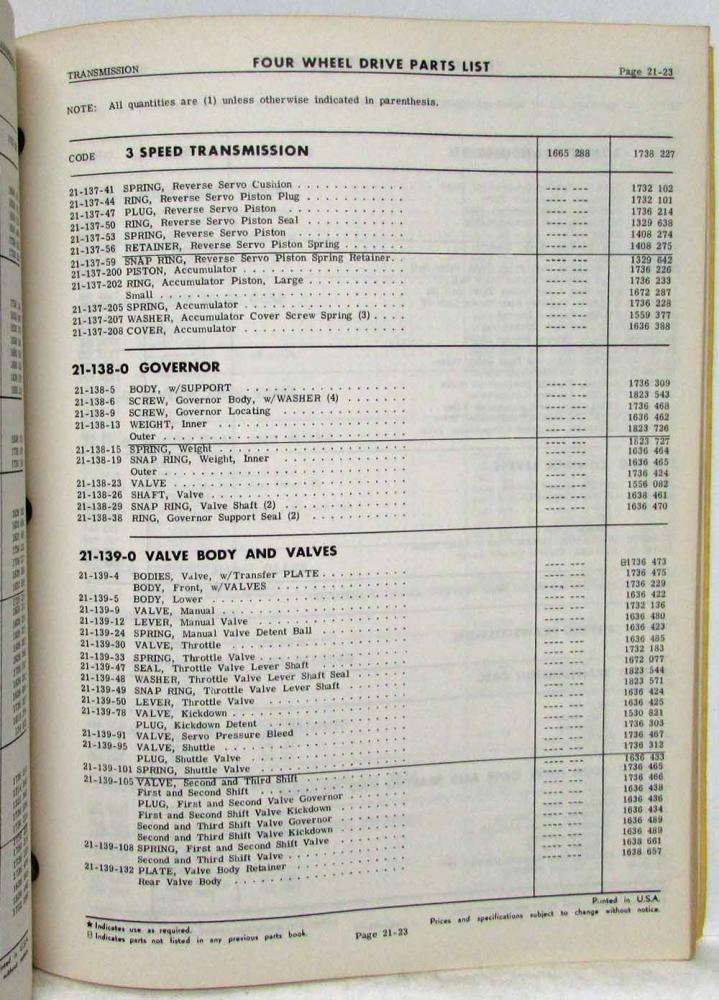 TRANSMISSION FOUR WHEEL DRIVE PARTS LIST Page 21-23
NOTE: All quantities are (1) unless otherwise indicated in parenthesis.
CODE 3 SPEED TRANSMISSION 1665 288 1738 227
21-137-41 SPRING, Reverse Servo Cushion . . . . . . . . . . . ---- --- 1732 102
21-137-44 RING, Reverse Servo Piston Plug . . . . . . . . . . ---- --- 1732 101
21-137-47 PLUG, Reverse Servo Piston . . . . . . . . . . . . ---- --- 1736 214
21-137-50 RING, Reverse Servo Piston Seal . . . . . . . . . . ---- --- 1329 638
21-137-53 SPRING, Reverse Servo Piston . . . . . . . . . . . ---- --- 1408 274
21-137-56 RETAINER, Reverse Servo Piston Spring . . . . . . . ---- --- 1408 275
21-137-59 SNAP RING, Reverse Servo Piston Spring Retainer. . ---- --- 1329 642
21-137-200 PISTON, Accumulator . . . . . . . . . . . . . . . ---- --- 1736 226
21-137-202 RING, Accumulator Piston, Large . . . . . . . . . ---- --- 1736 233
Small . . . . . . . . . . . . . . . . . . . . . . ---- --- 1672 287
21-137-205 SPRING, Accumulator . . . . . . . . . . . . . . . ---- --- 1736 228
21-137-207 WASHER, Accumulator Cover Screw Spring (3) . . . . ---- --- 1559 377
21-137-208 COVER, Accumulator . . . . . . . . . . . . . . . ---- --- 1636 388
21-138-0 GOVERNOR
21-138-5 BODY, w/SUPPORT . . . . . . . . . . . . . . . ---- --- 1736 309
21-138-6 SCREW, Governor Body, w/WASHER (4) . . . . . . ---- --- 1823 543
21-138-9 SCREW, Governor Locating . . . . . . . . . . . . ---- --- 1736 468
21-138-13 WEIGHT, Inner . . . . . . . . . . . . . . . . . ---- --- 1636 462
Outer . . . . . . . . . . . . . . . . . . . . . ---- --- 1823 726
21-138-15 SPRING, Weight . . . . . . . . . . . . . . . . . ---- --- 1823 727
21-138-19 SNAP RING, Weight, Inner . . . . . . . . . . . . ---- --- 1636 464
Outer . . . . . . . . . . . . . . . . . . . . . ---- --- 1636 465
21-138-23 VALVE . . . . . . . . . . . . . . . . . . . . . ---- --- 1736 424
21-138-26 SHAFT, Valve . . . . . . . . . . . . . . . . . . ---- --- 1556 082
21-138-29 SNAP RING, Valve Shaft (2) . . . . . . . . . . . ---- --- 1638 461
21-138-38 RING, Governor Support Seal (2) . . . . . . . . . ---- --- 1636 470
21-139-0 VALVE BODY AND VALVES
21-139-4 BODIES, Valve, w/Transfer PLATE . . . . . . . . . ---- --- ⊟1736 473
BODY, Front, w/VALVES . . . . . . . . . . . . . ---- --- 1736 475
21-139-5 BODY, Lower . . . . . . . . . . . . . . . . . . ---- --- 1736 229
21-139-9 VALVE, Manual . . . . . . . . . . . . . . . . . ---- --- 1636 422
21-139-12 LEVER, Manual Valve . . . . . . . . . . . . . . ---- --- 1732 136
21-139-24 SPRING, Manual Valve Detent Ball . . . . . . . . ---- --- 1636 480
21-139-30 VALVE, Throttle . . . . . . . . . . . . . . . . ---- --- 1636 423
21-139-33 SPRING, Throttle Valve . . . . . . . . . . . . . ---- --- 1636 485
21-139-47 SEAL, Throttle Valve Lever Shaft . . . . . . . . ---- --- 1732 183
21-139-48 WASHER, Throttle Valve Lever Shaft Seal . . . . . ---- --- 1672 077
21-139-49 SNAP RING, Throttle Valve Lever Shaft . . . . . . ---- --- 1823 544
21-139-50 LEVER, Throttle Valve . . . . . . . . . . . . . ---- --- 1823 571
21-139-78 VALVE, Kickdown . . . . . . . . . . . . . . . . ---- --- 1636 424
PLUG, Kickdown Detent . . . . . . . . . . . . . ---- --- 1636 425
21-139-91 VALVE, Servo Pressure Bleed . . . . . . . . . . ---- --- 1530 831
21-139-95 VALVE, Shuttle . . . . . . . . . . . . . . . . . ---- --- 1736 303
PLUG, Shuttle Valve . . . . . . . . . . . . . . ---- --- 1736 467
21-139-101 SPRING, Shuttle Valve . . . . . . . . . . . . . ---- --- 1736 312
21-139-105 VALVE, Second and Third Shift . . . . . . . . . ---- --- 1636 433
First and Second Shift . . . . . . . . . . . . . ---- --- 1736 465
PLUG, First and Second Valve Governor . . . . . . ---- --- 1736 466
First and Second Shift Valve Kickdown . . . . . . ---- --- 1636 438
Second and Third Shift Valve Governor . . . . . . ---- --- 1636 436
Second and Third Shift Valve Kickdown . . . . . . ---- --- 1636 434
21-139-108 SPRING, First and Second Shift Valve . . . . . . ---- --- 1636 489
Second and Third Shift Valve . . . . . . . . . . ---- --- 1636 489
21-139-132 PLATE, Valve Body Retainer . . . . . . . . . . . ---- --- 1638 661
Rear Valve Body . . . . . . . . . . . . . . . . ---- --- 1638 657
Printed in U.S.A.
★ Indicates use as required. Prices and specifications subject to change without notice.
⊟ Indicates parts not listed in any previous parts book. Page 21-23